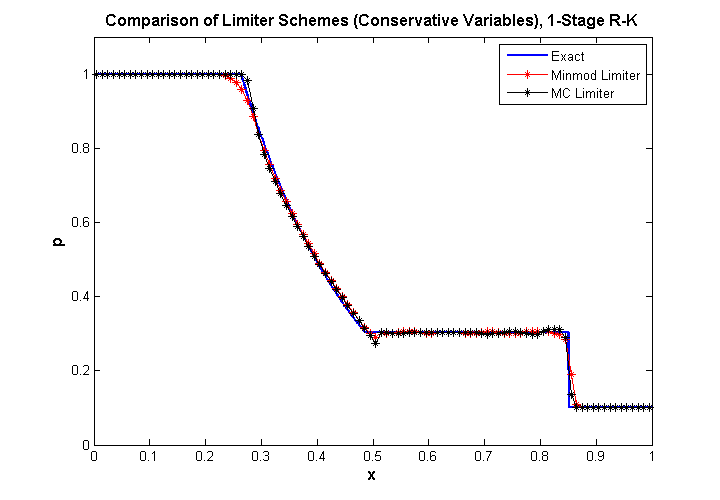 Comparison of Limiter Schemes (Conservative Variables), 1-Stage R-K
Exact
Minmod Limiter
MC Limiter
1
0.8
0.6
0.4
0.2
0
p
0 0.1 0.2 0.3 0.4 0.5 0.6 0.7 0.8 0.9 1
x